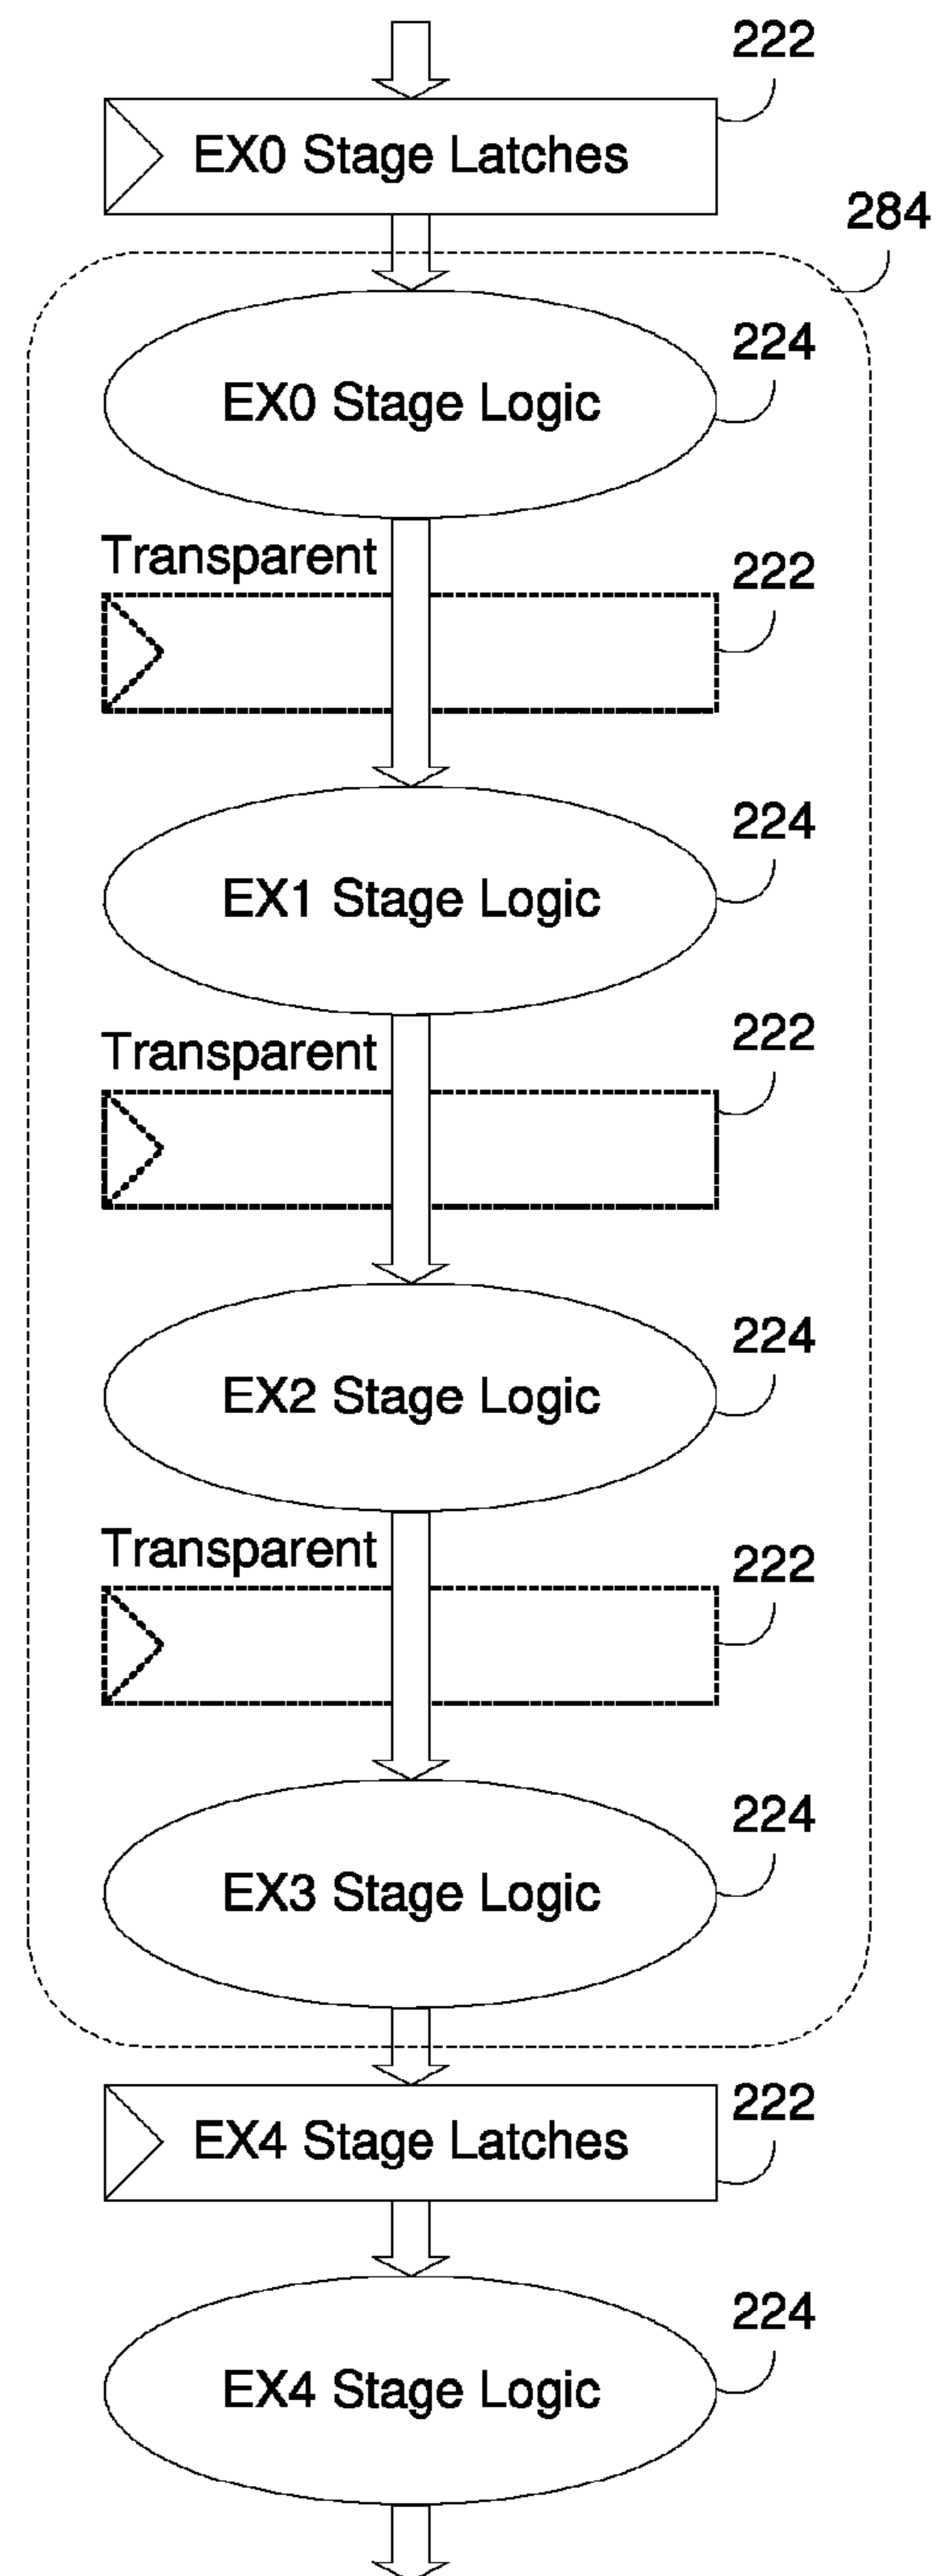 222
EX0 Stage Latches
284
224
EX0 Stage Logic
Transparent
222
224
EX1 Stage Logic
222
Transparent
224
EX2 Stage Logic
Transparent
222
224
EX3 Stage Logic
222
EX4 Stage Latches
224
EX4 Stage Logic